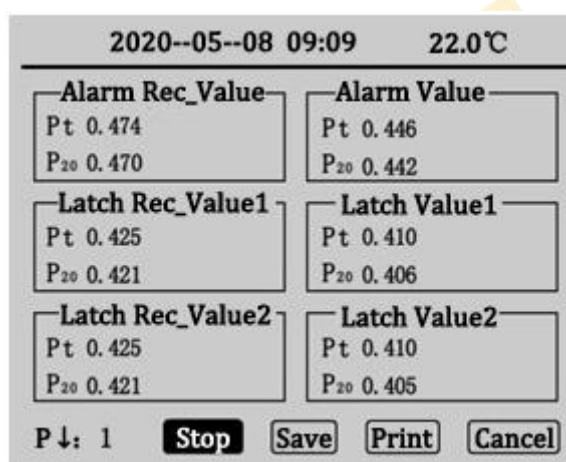 2020--05--08 09:09 22.0℃
Alarm Rec_Value Alarm Value
Pt 0.474 Pt 0.446
P₂₀ 0.470 P₂₀ 0.442
Latch Rec_Value1 Latch Value1
Pt 0.425 Pt 0.410
P₂₀ 0.421 P₂₀ 0.406
Latch Rec_Value2 Latch Value2
Pt 0.425 Pt 0.410
P₂₀ 0.421 P₂₀ 0.405
P↓: 1 Stop Save Print Cancel